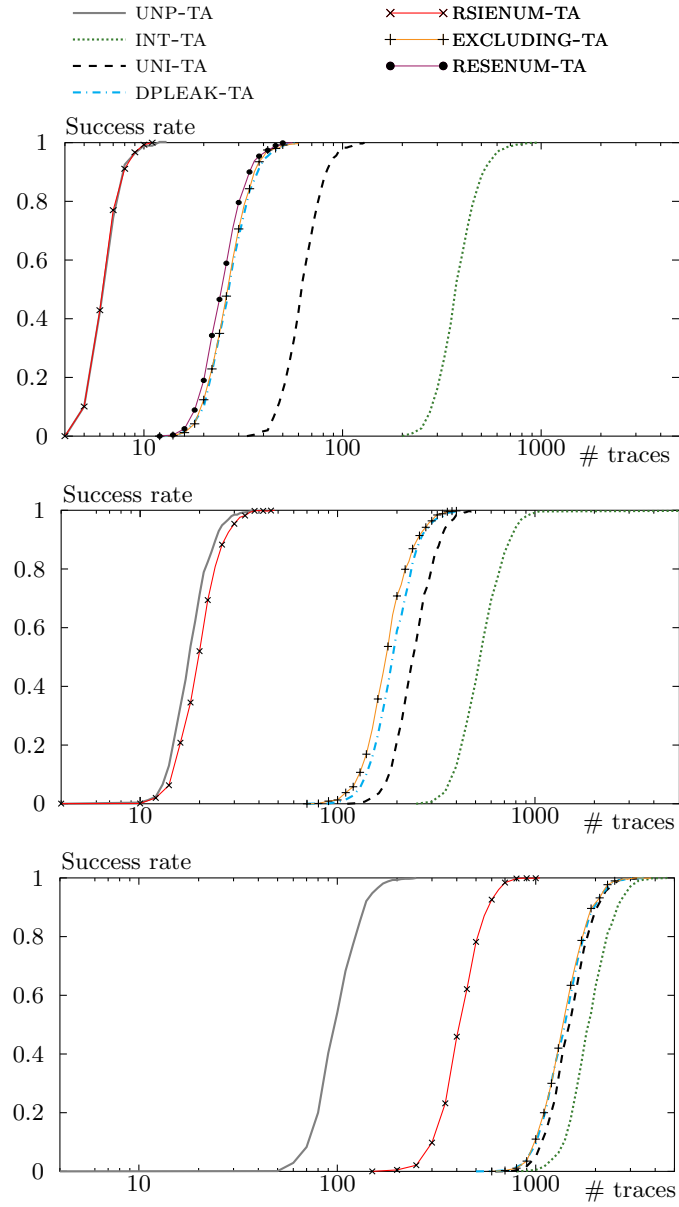 UNP-TA
INT-TA
UNI-TA
DPLEAK-TA
RSIENUM-TA
EXCLUDING-TA
RESENUM-TA
Success rate
1
0.8
0.6
0.4
0.2
0
10 100 1000
# traces
Success rate
1
0.8
0.6
0.4
0.2
0
10 100 1000
# traces
Success rate
1
0.8
0.6
0.4
0.2
0
10 100 1000
# traces